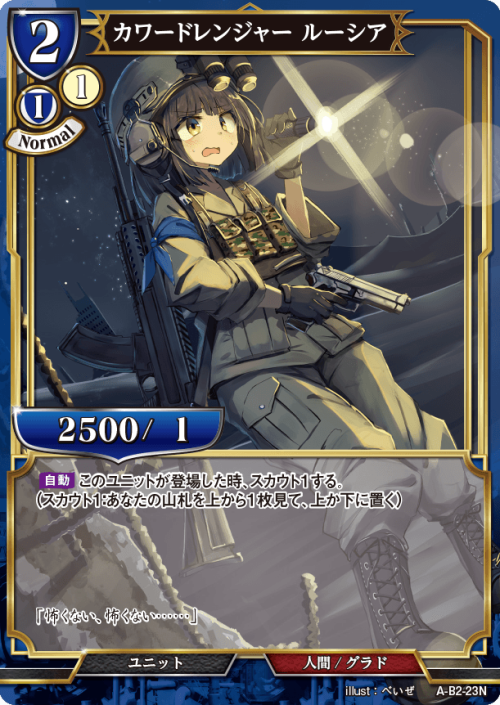 2
カワードレンジャー ルーシア
1
1
Normal
2500/ 1
自動 このユニットが登場した時、スカウト1する。
(スカウト1:あなたの山札を上から1枚見て、上か下に置く)
「怖くない、怖くない……」
ユニット
人間/グラド
illust:べいぜ A-B2-23N